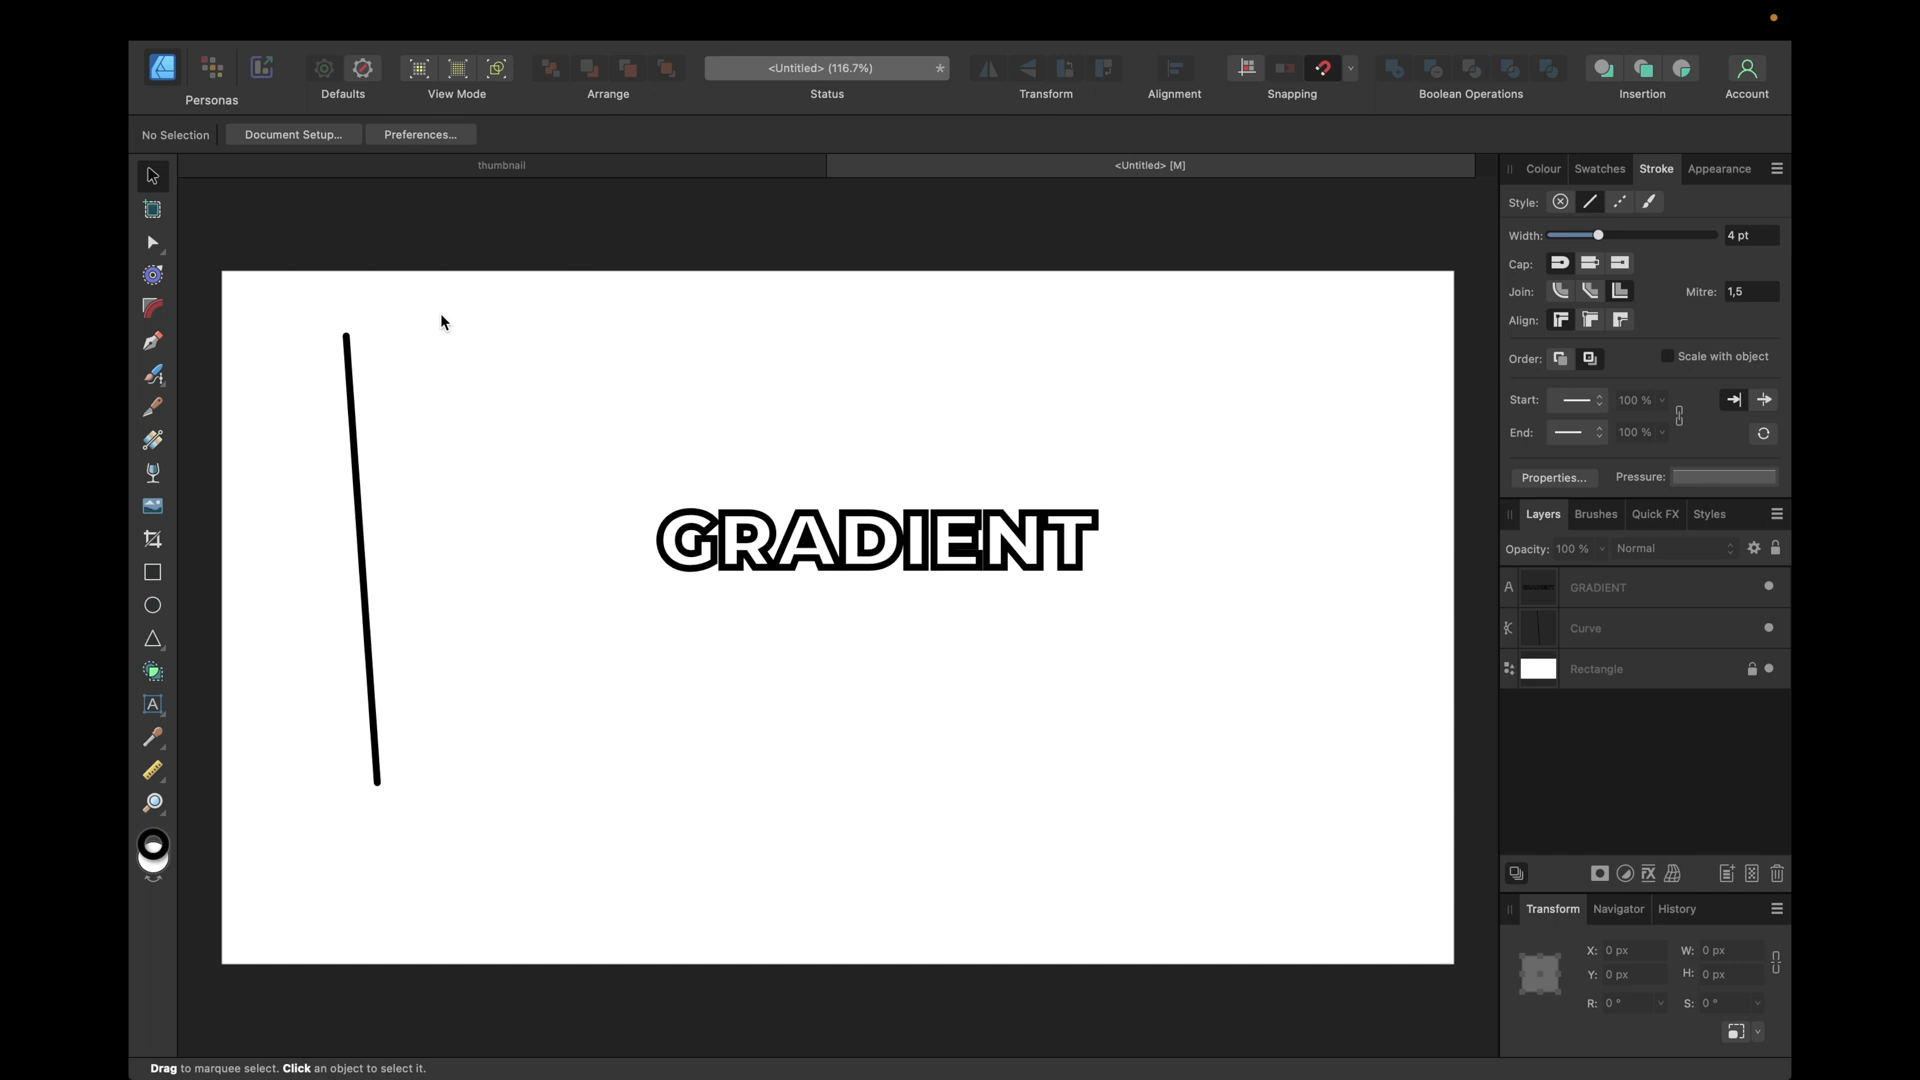 <Untitled> (116.7%)
*
Personas
Defaults
View Mode
Arrange
Status
Transform
Alignment
Snapping
Boolean Operations
Insertion
Account
No Selection
Document Setup...
Preferences...
thumbnail
<Untitled> [M]
Colour
Swatches
Stroke
Appearance
Style:
Width:
4 pt
Cap:
Join:
Mitre:
1,5
Align:
Order:
Scale with object
Start:
100 %
End:
100 %
Properties...
Pressure:
GRADIENT
Layers
Brushes
Quick FX
Styles
Opacity:
100 %
Normal
A
GRADIENT
Curve
Rectangle
Transform
Navigator
History
X:
0 px
W:
0 px
Y:
0 px
H:
0 px
R:
0 °
S:
0 °
Drag to marquee select. Click an object to select it.